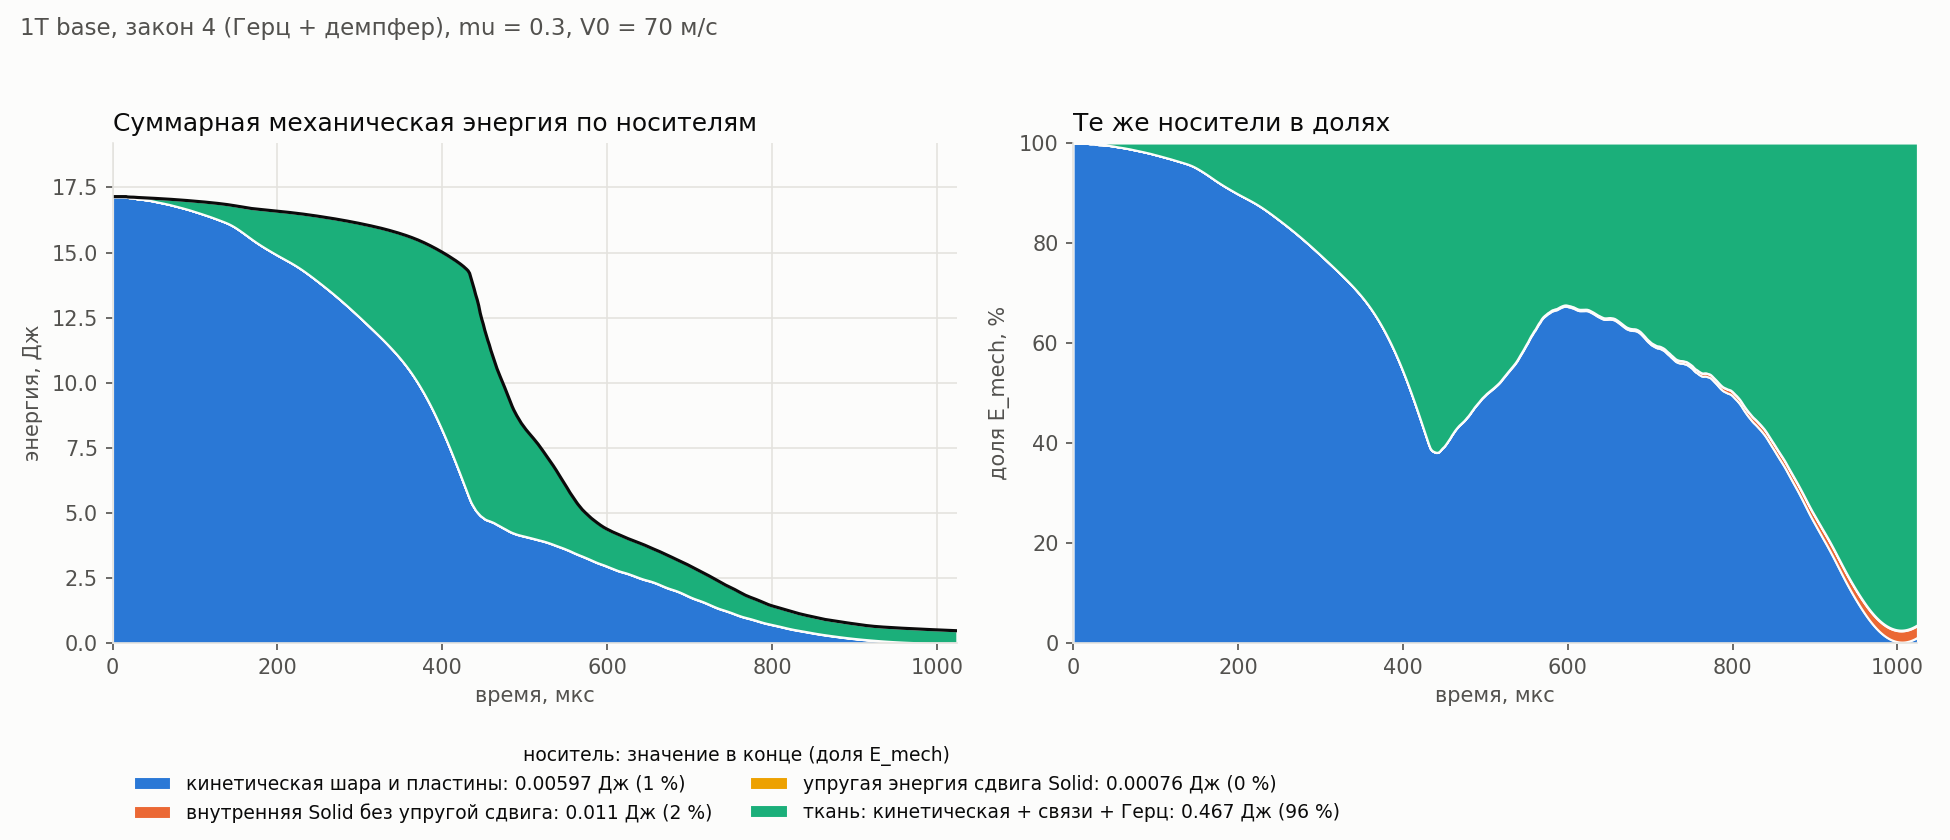 1T base, закон 4 (Герц + демпфер), mu = 0.3, V0 = 70 м/с
Суммарная механическая энергия по носителям
17.5
15.0
12.5
10.0
7.5
5.0
2.5
0.0
энергия, Дж
0 200 400 600 800 1000
время, мкс
Те же носители в долях
100
80
60
40
20
0
доля E_mech, %
0 200 400 600 800 1000
время, мкс
носитель: значение в конце (доля E_mech)
кинетическая шара и пластины: 0.00597 Дж (1 %)
упругая энергия сдвига Solid: 0.00076 Дж (0 %)
внутренняя Solid без упругой сдвига: 0.011 Дж (2 %)
ткань: кинетическая + связи + Герц: 0.467 Дж (96 %)